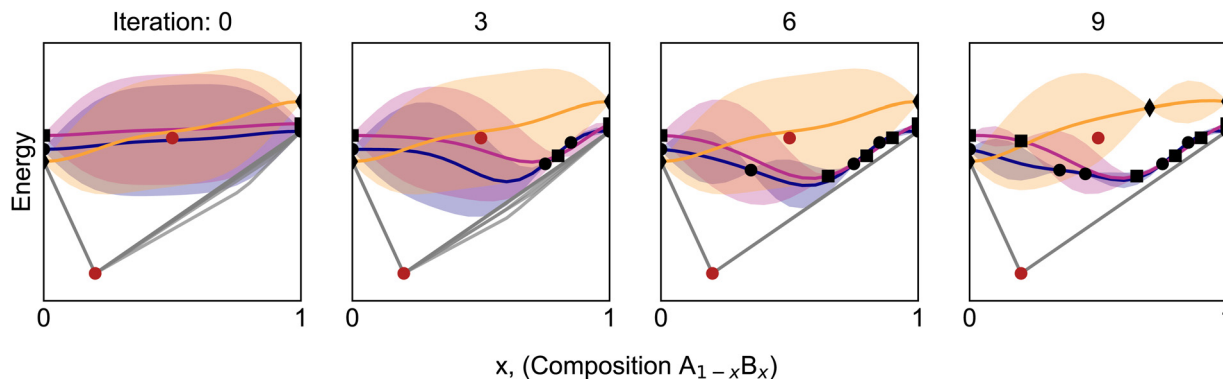 Iteration: 0 3 6 9
Energy
0 1 0 1 0 1 0
x, (Composition A₁₋ₓBₓ)